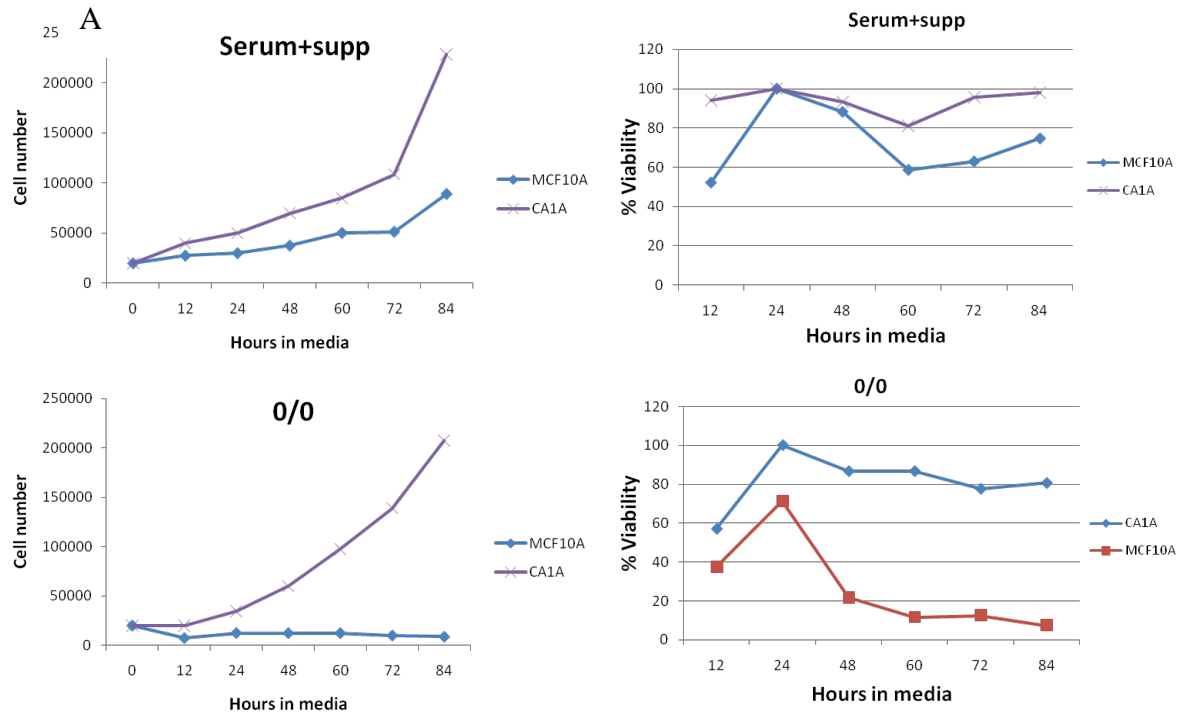 A
Serum+supp
25
200000
150000
100000
50000
0
Cell number
0 12 24 48 60 72 84
Hours in media
MCF10A
CA1A
Serum+supp
120
100
80
60
40
20
0
% Viability
12 24 48 60 72 84
Hours in media
MCF10A
CA1A
0/0
250000
200000
150000
100000
50000
0
Cell number
0 12 24 48 60 72 84
Hours in media
MCF10A
CA1A
0/0
120
100
80
60
40
20
0
% Viability
12 24 48 60 72 84
Hours in media
CA1A
MCF10A